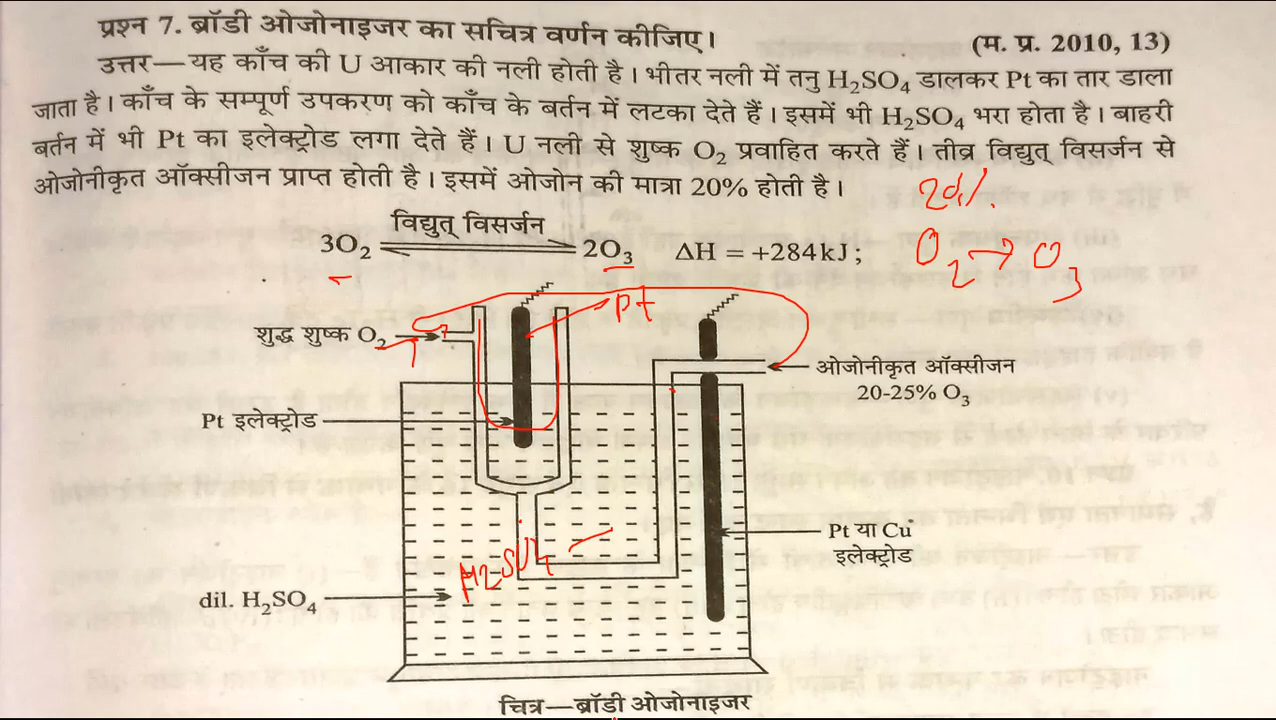 प्रश्न 7. ब्रॉडी ओजोनाइजर का सचित्र वर्णन कीजिए।
(म. प्र. 2010, 13)
उत्तर—यह काँच की U आकार की नली होती है। भीतर नली में तनु H₂SO₄ डालकर Pt का तार डाला
जाता है। काँच के सम्पूर्ण उपकरण को काँच के बर्तन में लटका देते हैं। इसमें भी H₂SO₄ भरा होता है। बाहरी
बर्तन में भी Pt का इलेक्ट्रोड लगा देते हैं। U नली से शुष्क O₂ प्रवाहित करते हैं। तीव्र विद्युत् विसर्जन से
ओजोनीकृत ऑक्सीजन प्राप्त होती है। इसमें ओजोन की मात्रा 20% होती है।
विद्युत् विसर्जन
3O₂ ⇌ 2O₃ ΔH = +284kJ;
O₂→O₃
pt
शुद्ध शुष्क O₂
ओजोनीकृत ऑक्सीजन
20-25% O₃
Pt इलेक्ट्रोड
Pt या Cu
इलेक्ट्रोड
H2SO4
dil. H₂SO₄
चित्र—ब्रॉडी ओजोनाइजर